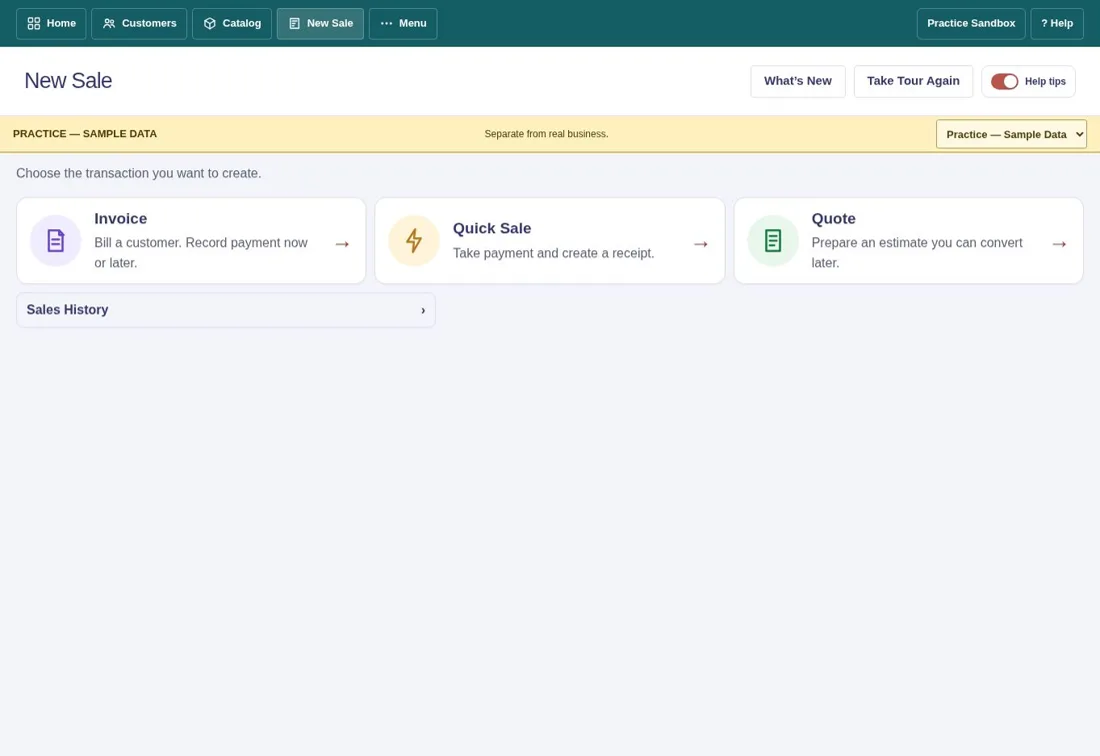 Home
Customers
Catalog
New Sale
Menu
Practice Sandbox
? Help
New Sale
What's New
Take Tour Again
Help tips
PRACTICE — SAMPLE DATA
Separate from real business.
Practice — Sample Data
Choose the transaction you want to create.
Invoice
Bill a customer. Record payment now
or later.
Quick Sale
Take payment and create a receipt.
Quote
Prepare an estimate you can convert
later.
Sales History